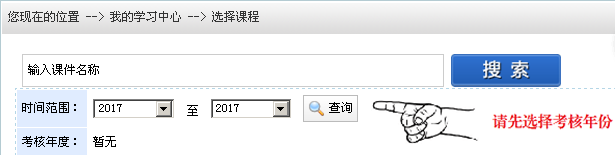 您现在的位置 --> 我的学习中心 --> 选择课程
输入课件名称 搜 索
时间范围： 2017 至 2017 查询
请先选择考核年份
考核年度： 暂无